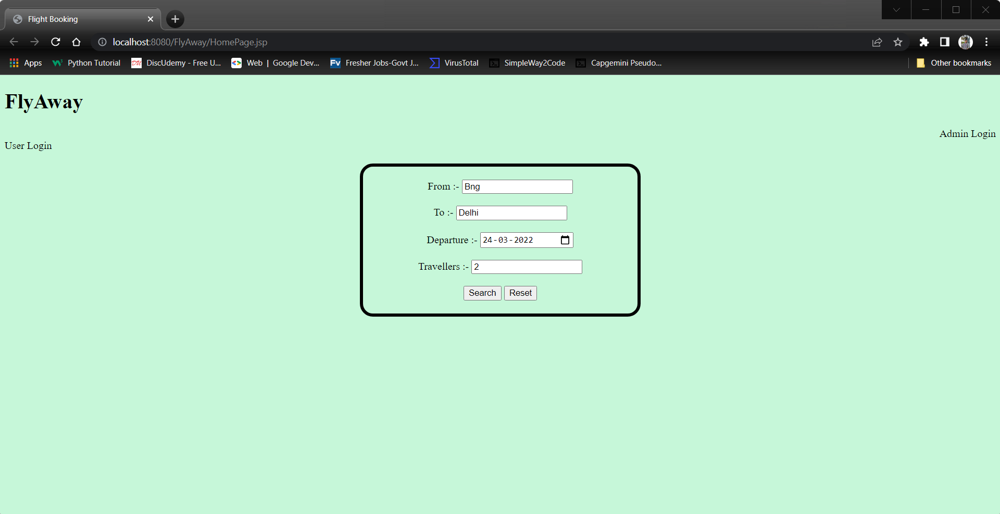 Flight Booking
localhost:8080/FlyAway/HomePage.jsp
Apps Python Tutorial DiscUdemy - Free U... Web | Google Dev... Fresher Jobs-Govt J... VirusTotal SimpleWay2Code Capgemini Pseudo... Other bookmarks
FlyAway
Admin Login
User Login
From :- Bng
To :- Delhi
Departure :- 24-03-2022
Travellers :- 2
Search Reset